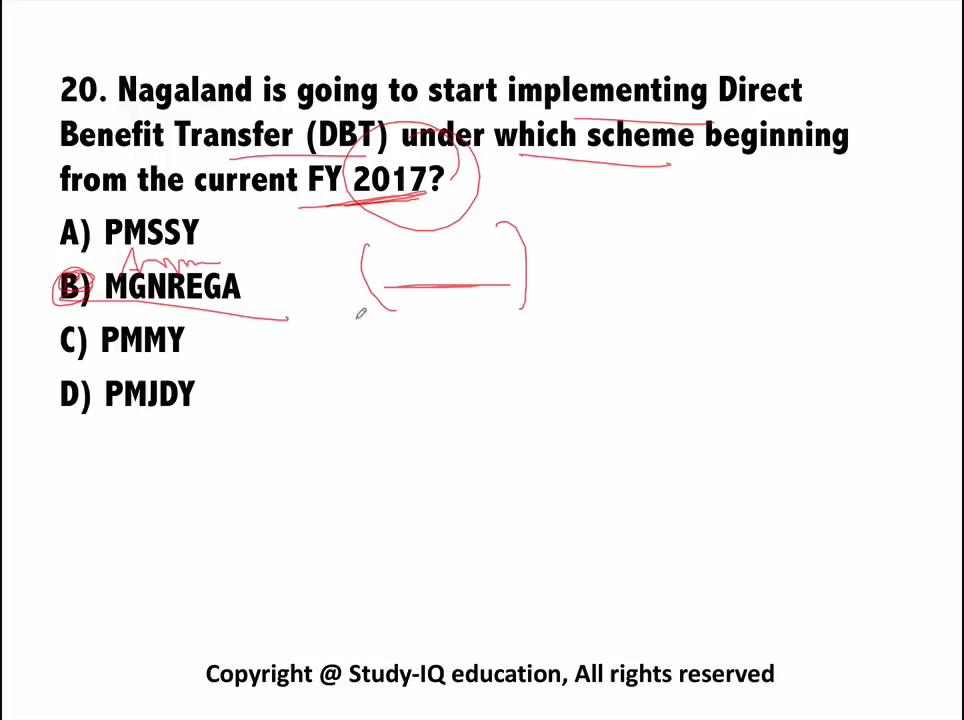 20. Nagaland is going to start implementing Direct
Benefit Transfer (DBT) under which scheme beginning
from the current FY 2017?
A) PMSSY
B) MGNREGA
C) PMMY
D) PMJDY
Copyright @ Study-IQ education, All rights reserved